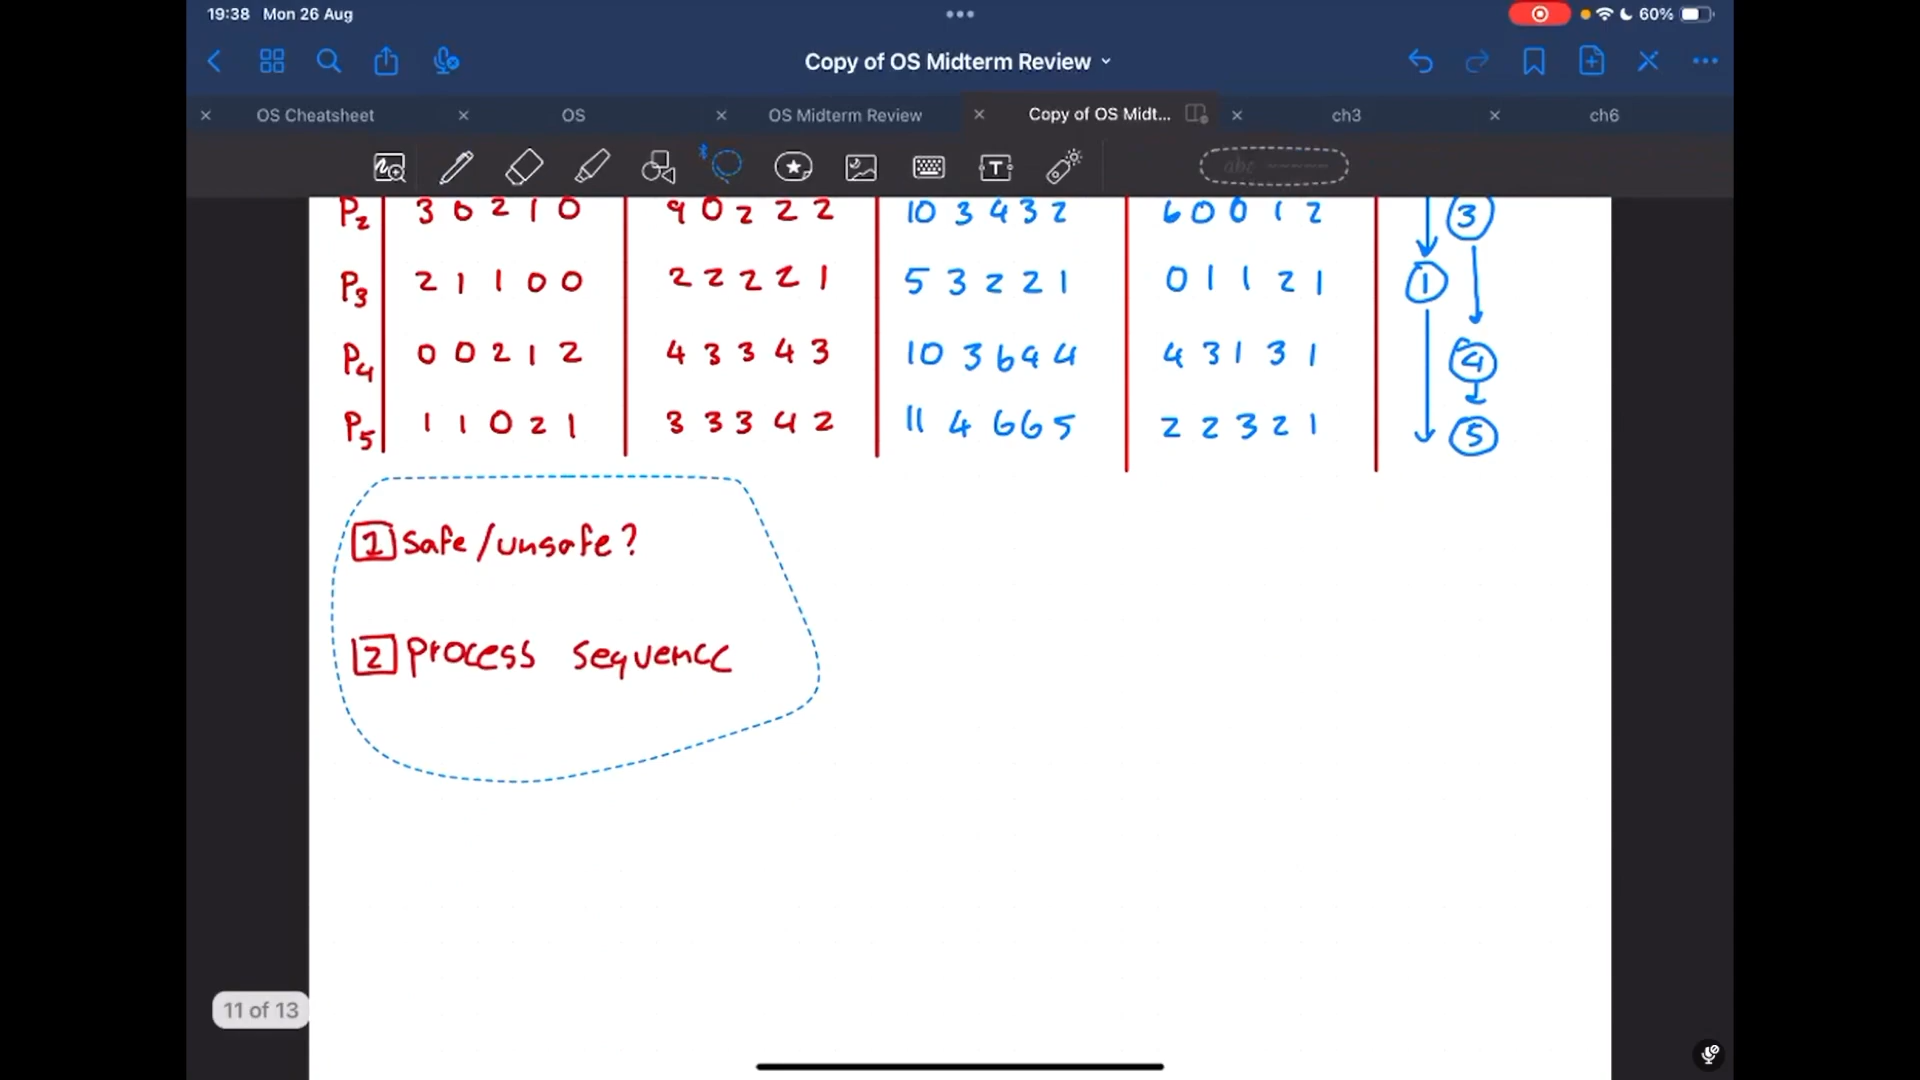 19:38 Mon 26 Aug
60%
Copy of OS Midterm Review
OS Cheatsheet
OS
OS Midterm Review
Copy of OS Midt...
ch3
ch6
abc
T
P2 3 0 2 1 0 9 0 2 2 2 10 3 4 3 2 6 0 0 1 2 3
P3 2 1 1 0 0 2 2 2 2 1 5 3 2 2 1 0 1 1 2 1 1
P4 0 0 2 1 2 4 3 3 4 3 10 3 6 4 4 4 3 1 3 1 4
P5 1 1 0 2 1 3 3 3 4 2 11 4 6 6 5 2 2 3 2 1 5
1 safe/unsafe?
2 process sequence
11 of 13